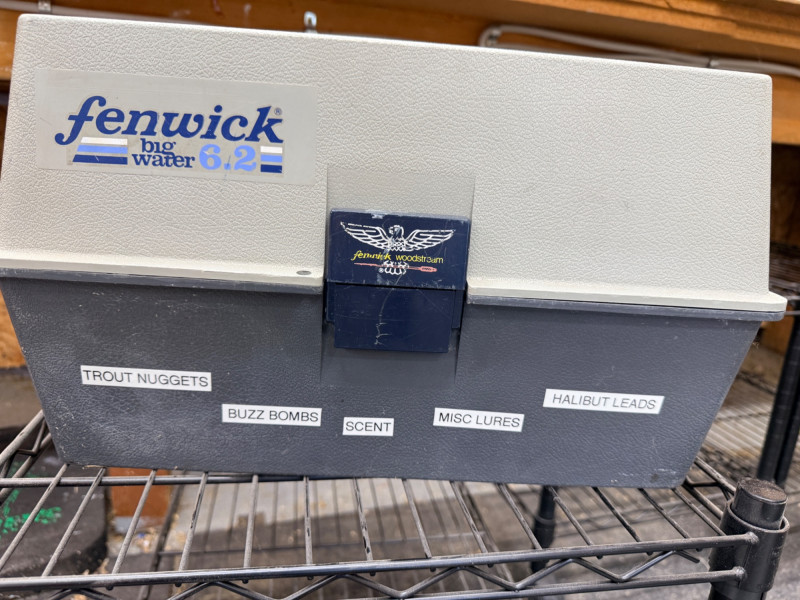 fenwick®
big
water 6.2
fenwick woodstream
®
TROUT NUGGETS
BUZZ BOMBS
SCENT
MISC LURES
HALIBUT LEADS